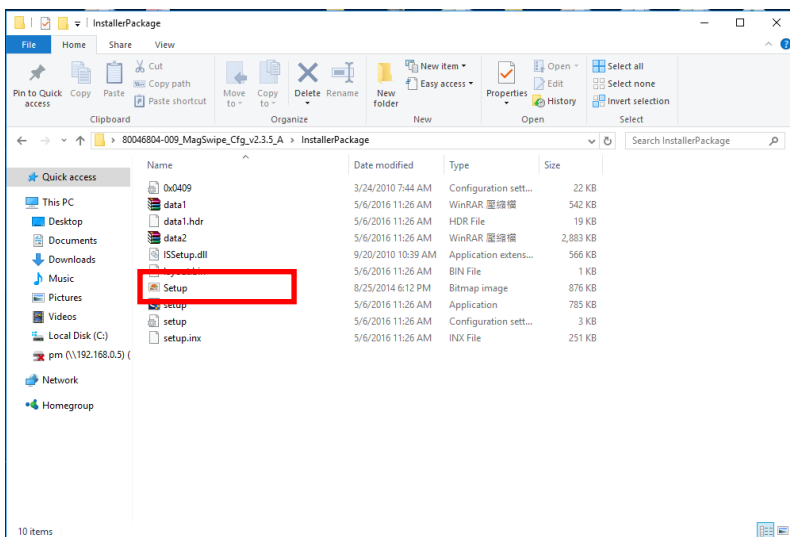 InstallerPackage
File Home Share View
Pin to Quick access
Copy
Paste
Cut
Copy path
Paste shortcut
Clipboard
Move to
Copy to
Delete
Rename
Organize
New folder
New item
Easy access
New
Properties
Open
Edit
History
Open
Select all
Select none
Invert selection
Select
80046804-009_MagSwipe_Cfg_v2.3.5_A > InstallerPackage
Search InstallerPackage
Quick access
This PC
Desktop
Documents
Downloads
Music
Pictures
Videos
Local Disk (C:)
pm (\\192.168.0.5) (
Network
Homegroup
Name Date modified Type Size
0x0409 3/24/2010 7:44 AM Configuration sett... 22 KB
data1 5/6/2016 11:26 AM WinRAR 壓縮檔 542 KB
data1.hdr 5/6/2016 11:26 AM HDR File 19 KB
data2 5/6/2016 11:26 AM WinRAR 壓縮檔 2,883 KB
ISSetup.dll 9/20/2010 10:39 AM Application extens... 566 KB
5/6/2016 11:26 AM BIN File 1 KB
Setup 8/25/2014 6:12 PM Bitmap image 876 KB
setup 5/6/2016 11:26 AM Application 785 KB
setup 5/6/2016 11:26 AM Configuration sett... 3 KB
setup.inx 5/6/2016 11:26 AM INX File 251 KB
10 items